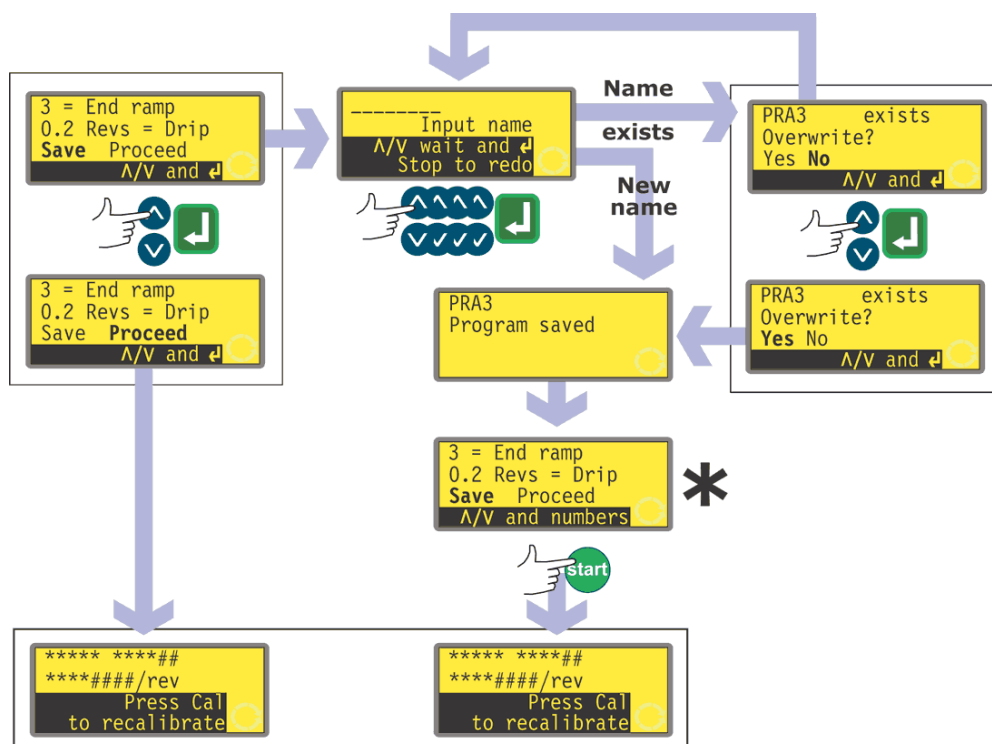 3 = End ramp
0.2 Revs = Drip
Save Proceed
∧/∨ and ↲
3 = End ramp
0.2 Revs = Drip
Save Proceed
∧/∨ and ↲
________
Input name
∧/∨ wait and ↲
Stop to redo
Name
exists
New
name
PRA3 exists
Overwrite?
Yes No
∧/∨ and ↲
PRA3 exists
Overwrite?
Yes No
∧/∨ and ↲
PRA3
Program saved
3 = End ramp
0.2 Revs = Drip
Save Proceed
∧/∨ and numbers
*
start
***** ****##
****####/rev
Press Cal
to recalibrate
***** ****##
****####/rev
Press Cal
to recalibrate